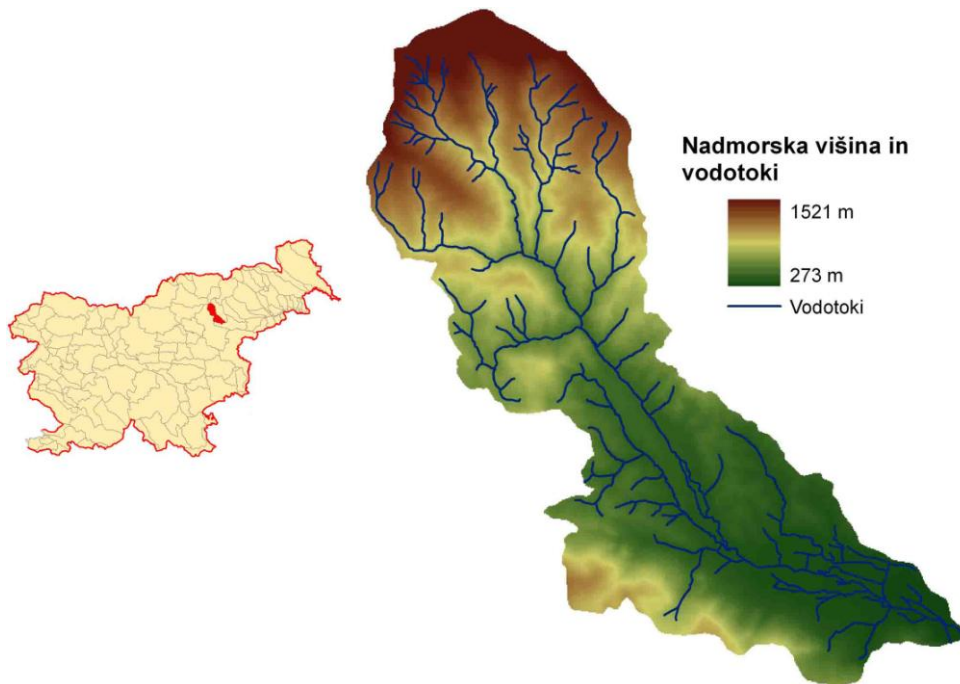 Nadmorska višina in
vodotoki
1521 m
273 m
Vodotoki